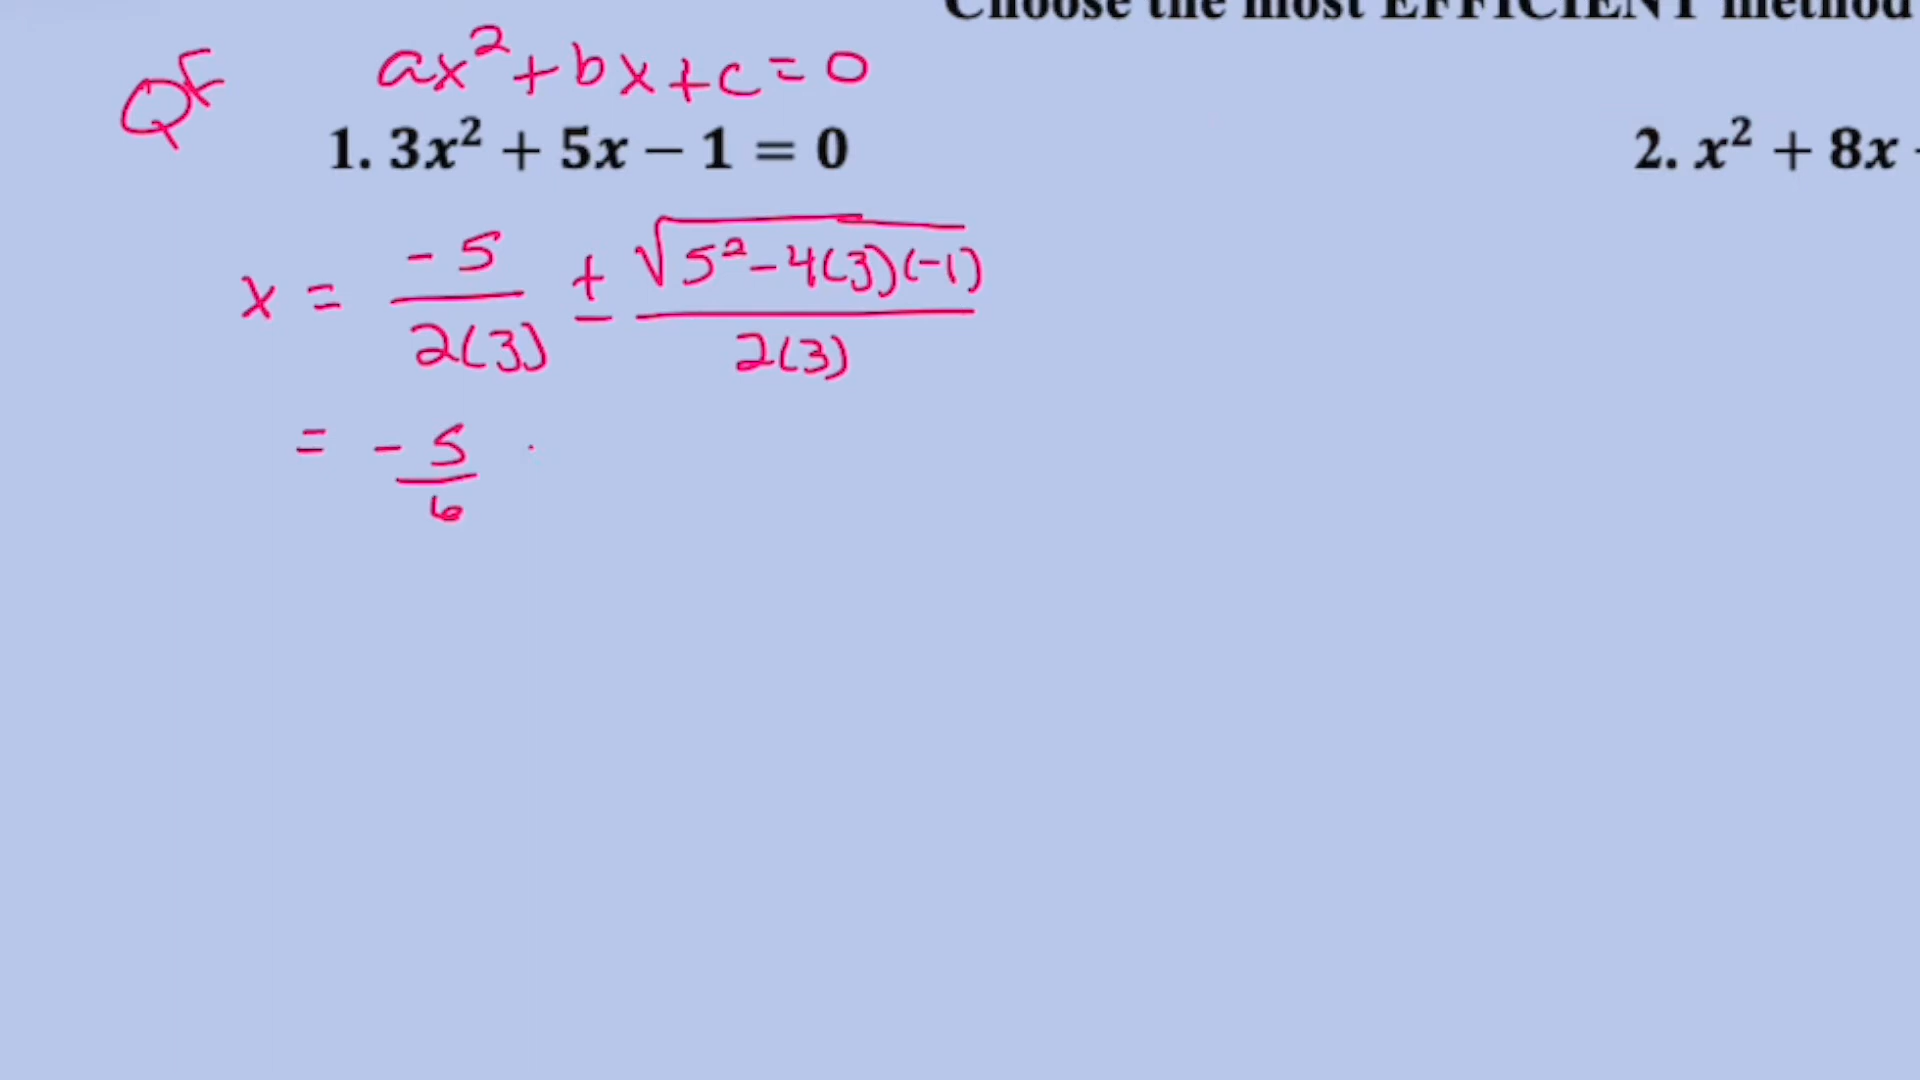 Choose the most EFFICIENT method
QF ax² + bx + c = 0
1. 3x² + 5x − 1 = 0
2. x² + 8x
x = -5/2(3) ± √(5² - 4(3)(-1))/2(3)
= -5/6